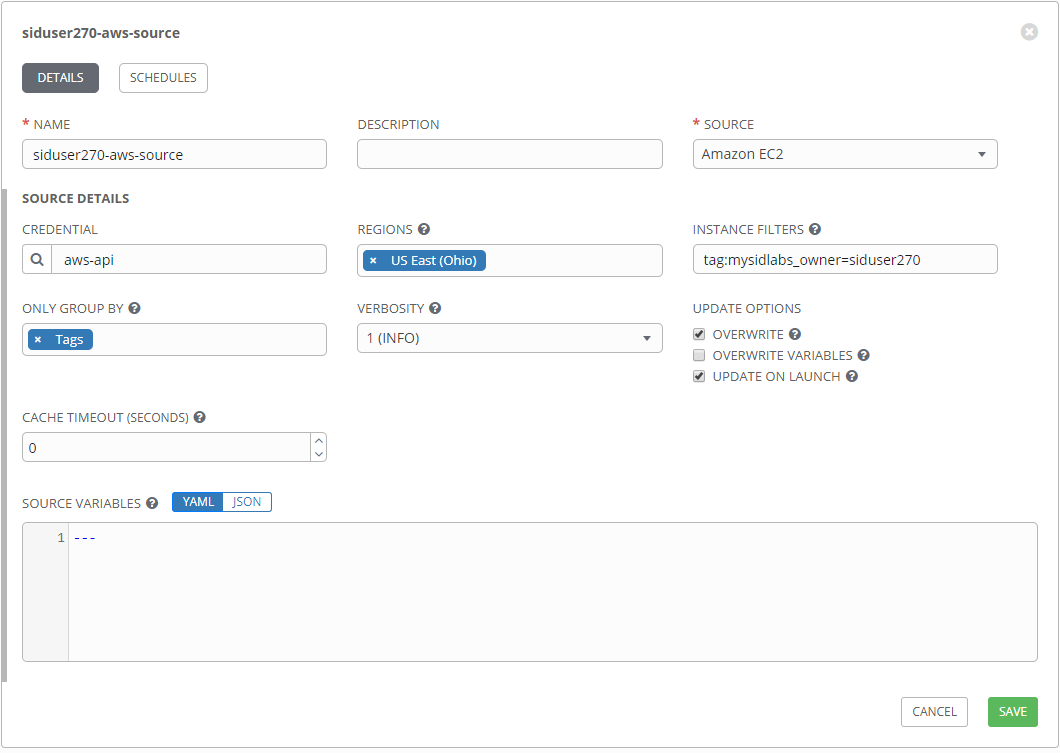 siduser270-aws-source
DETAILS SCHEDULES
* NAME DESCRIPTION * SOURCE
siduser270-aws-source Amazon EC2
SOURCE DETAILS
CREDENTIAL REGIONS INSTANCE FILTERS
aws-api × US East (Ohio) tag:mysidlabs_owner=siduser270
ONLY GROUP BY VERBOSITY UPDATE OPTIONS
× Tags 1 (INFO)
OVERWRITE
OVERWRITE VARIABLES
UPDATE ON LAUNCH
CACHE TIMEOUT (SECONDS)
0
SOURCE VARIABLES YAML JSON
1 ---
CANCEL SAVE